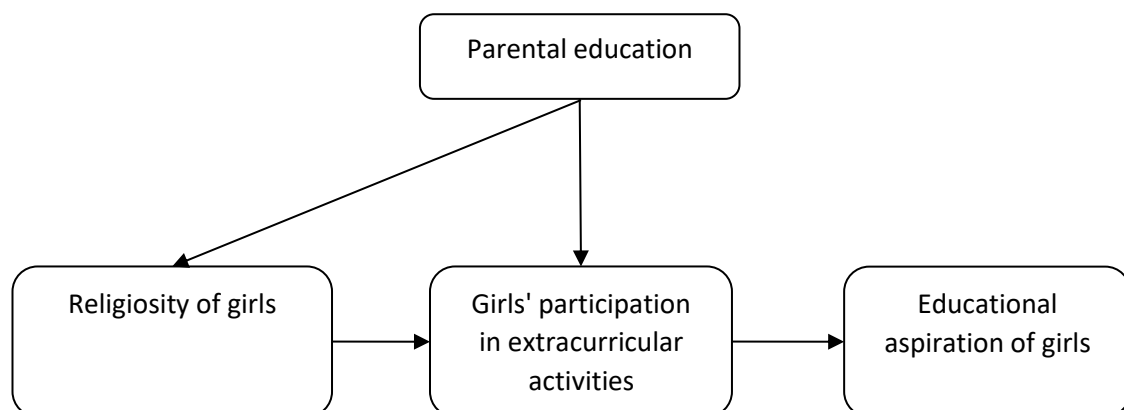 Parental education
Religiosity of girls
Girls' participation
in extracurricular
activities
Educational
aspiration of girls